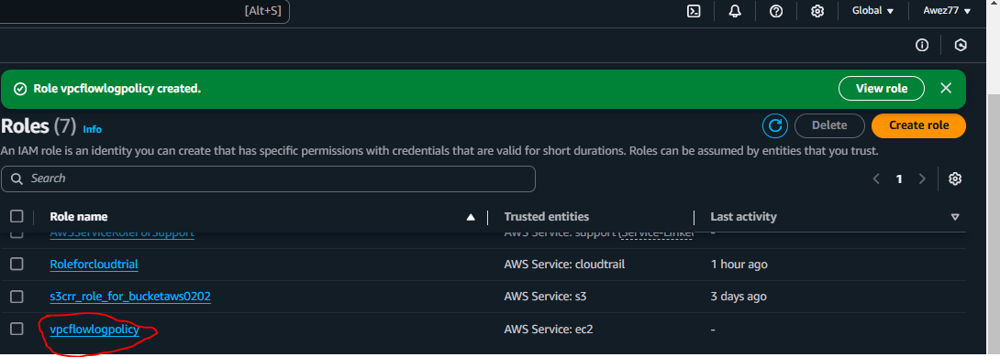 [Alt+S]
Global ▼ Awez77 ▼
Role vpcflowlogpolicy created.
View role
Roles (7) Info
Delete
Create role
An IAM role is an identity you can create that has specific permissions with credentials that are valid for short durations. Roles can be assumed by entities that you trust.
Search
1
Role name Trusted entities Last activity
AWSServiceRoleForSupport AWS Service: support (Service-Linked -
Roleforcloudtrial AWS Service: cloudtrail 1 hour ago
s3crr_role_for_bucketaws0202 AWS Service: s3 3 days ago
vpcflowlogpolicy AWS Service: ec2 -